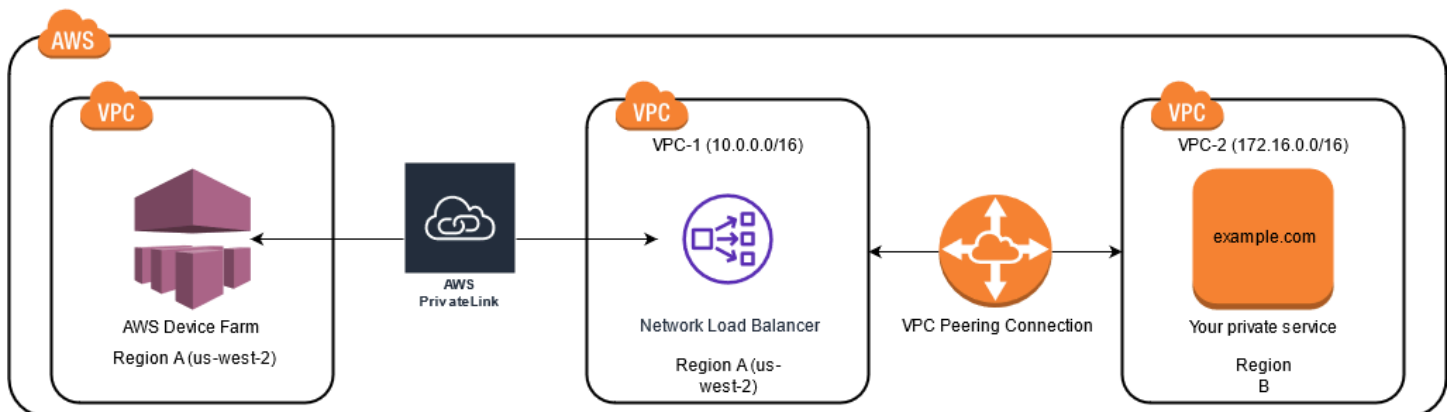 AWS
VPC
VPC
VPC
VPC-1 (10.0.0.0/16)
VPC-2 (172.16.0.0/16)
example.com
AWS
PrivateLink
AWS Device Farm
Network Load Balancer
VPC Peering Connection
Your private service
Region A (us-west-2)
Region A (us-
west-2)
Region
B